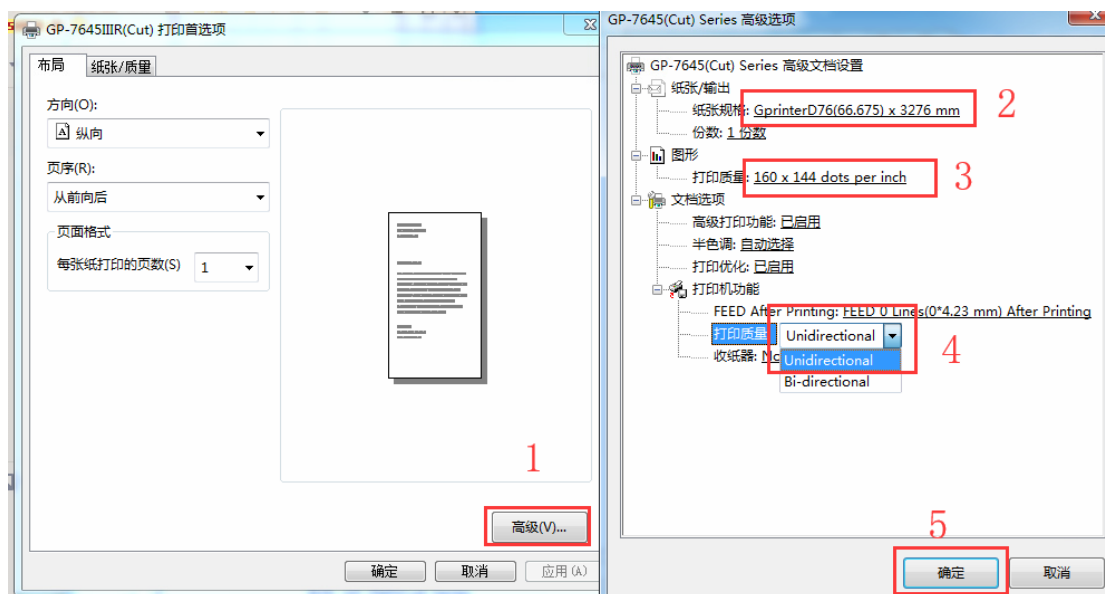 GP-7645IIIR(Cut) 打印首选项
布局
纸张/质量
方向(O):
纵向
页序(R):
从前向后
页面格式
每张纸打印的页数(S)
1
1
高级(V)...
确定
取消
应用(A)
GP-7645(Cut) Series 高级选项
GP-7645(Cut) Series 高级文档设置
纸张/输出
纸张规格: GprinterD76(66.675) x 3276 mm
2
份数: 1 份数
图形
打印质量: 160 x 144 dots per inch
3
文档选项
高级打印功能: 已启用
半色调: 自动选择
打印优化: 已启用
打印机功能
FEED After Printing: FEED 0 Lines(0*4.23 mm) After Printing
打印质量: Unidirectional
4
收纸器:
Unidirectional
Bi-directional
5
确定
取消